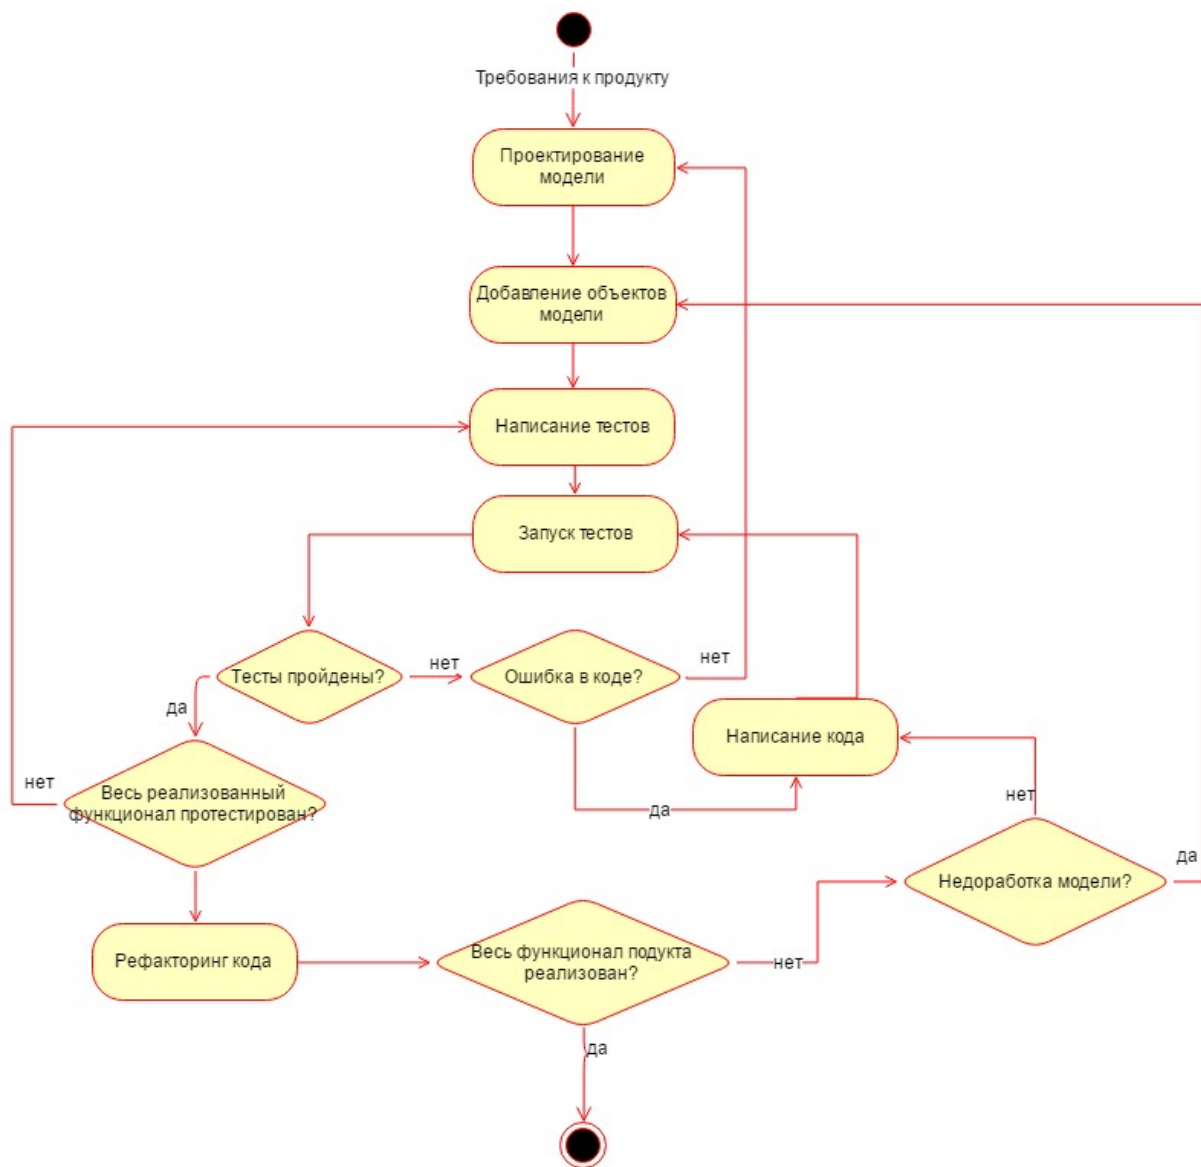 Требования к продукту
Проектирование
модели
Добавление объектов
модели
Написание тестов
Запуск тестов
Тесты пройдены?
нет
Ошибка в коде?
нет
да
Написание кода
нет
Весь реализованный
функционал протестирован?
да
нет
Недоработка модели?
да
Рефакторинг кода
Весь функционал подукта
реализован?
нет
да